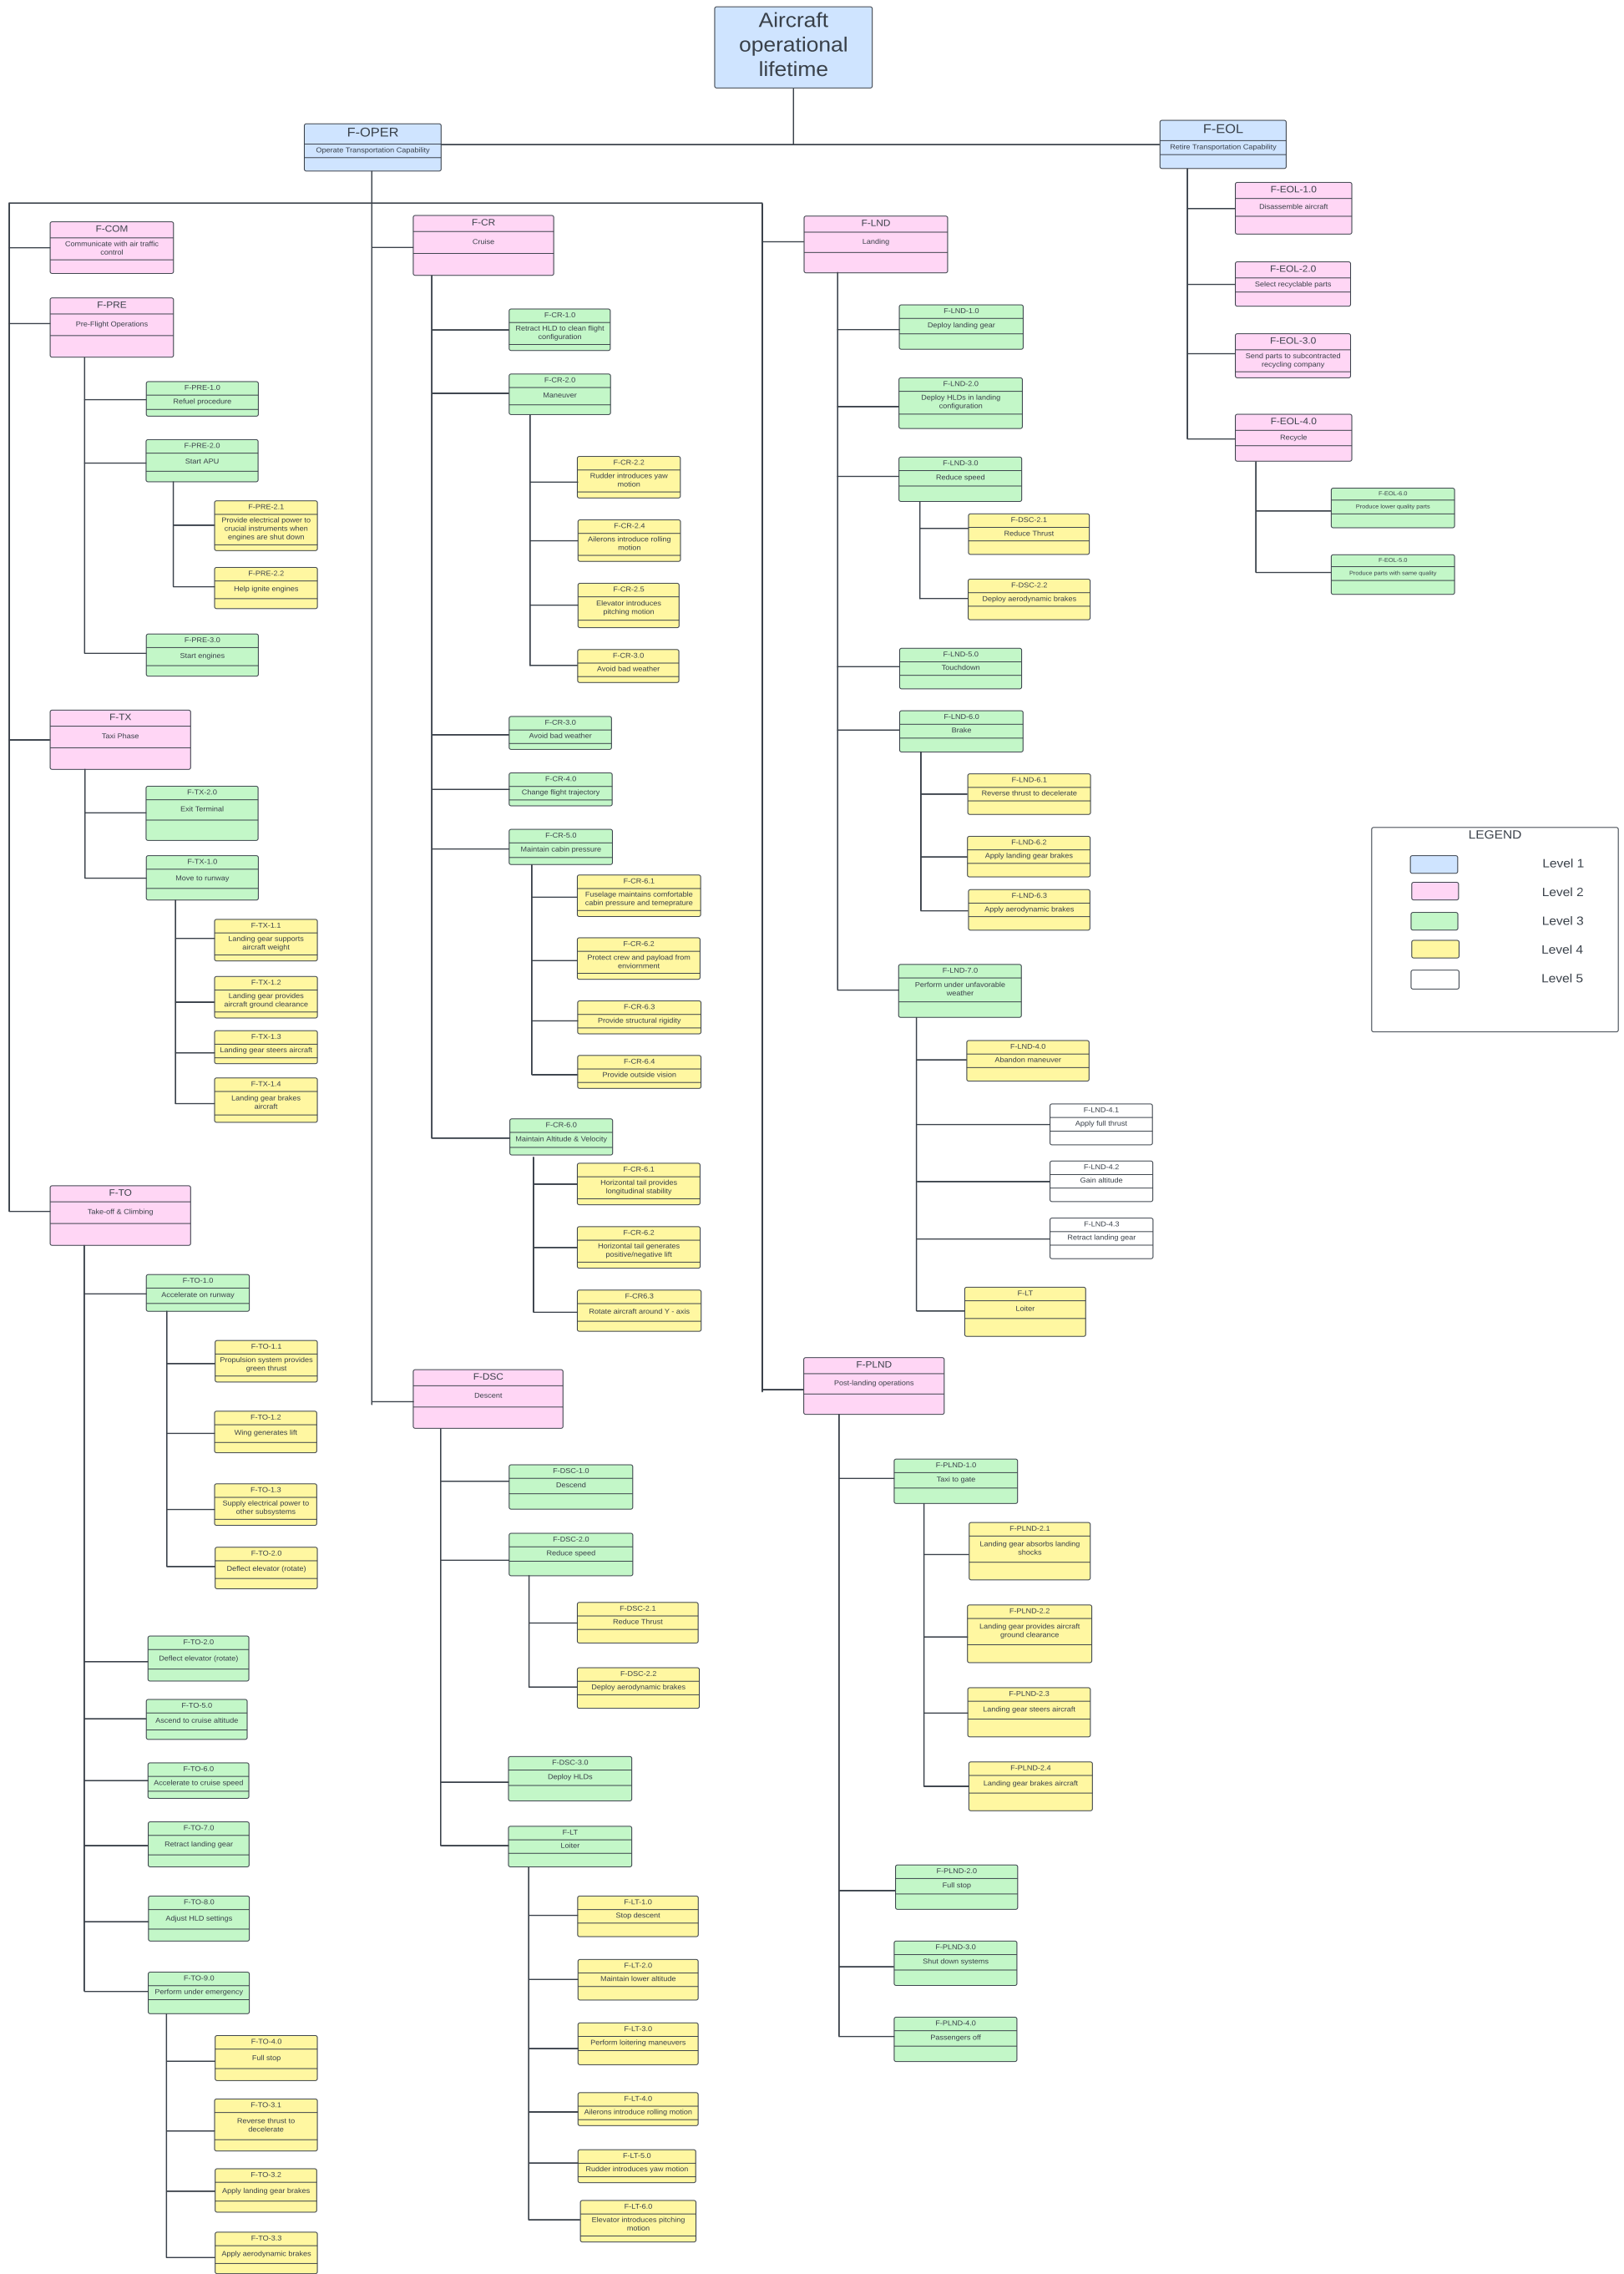 Aircraft
operational
lifetime
F-OPER
Operate Transportation Capability
F-EOL
Retire Transportation Capability
F-COM
Communicate with air traffic
control
F-PRE
Pre-Flight Operations
F-PRE-1.0
Refuel procedure
F-PRE-2.0
Start APU
F-PRE-2.1
Provide electrical power to
crucial instruments when
engines are shut down
F-PRE-2.2
Help ignite engines
F-PRE-3.0
Start engines
F-TX
Taxi Phase
F-TX-2.0
Exit Terminal
F-TX-1.0
Move to runway
F-TX-1.1
Landing gear supports
aircraft weight
F-TX-1.2
Landing gear provides
aircraft ground clearance
F-TX-1.3
Landing gear steers aircraft
F-TX-1.4
Landing gear brakes
aircraft
F-TO
Take-off & Climbing
F-TO-1.0
Accelerate on runway
F-TO-1.1
Propulsion system provides
green thrust
F-TO-1.2
Wing generates lift
F-TO-1.3
Supply electrical power to
other subsystems
F-TO-2.0
Deflect elevator (rotate)
F-TO-2.0
Deflect elevator (rotate)
F-TO-5.0
Ascend to cruise altitude
F-TO-6.0
Accelerate to cruise speed
F-TO-7.0
Retract landing gear
F-TO-8.0
Adjust HLD settings
F-TO-9.0
Perform under emergency
F-TO-4.0
Full stop
F-TO-3.1
Reverse thrust to
decelerate
F-TO-3.2
Apply landing gear brakes
F-TO-3.3
Apply aerodynamic brakes
F-CR
Cruise
F-CR-1.0
Retract HLD to clean flight
configuration
F-CR-2.0
Maneuver
F-CR-2.2
Rudder introduces yaw
motion
F-CR-2.4
Ailerons introduce rolling
motion
F-CR-2.5
Elevator introduces
pitching motion
F-CR-3.0
Avoid bad weather
F-CR-3.0
Avoid bad weather
F-CR-4.0
Change flight trajectory
F-CR-5.0
Maintain cabin pressure
F-CR-6.1
Fuselage maintains comfortable
cabin pressure and temeprature
F-CR-6.2
Protect crew and payload from
enviornment
F-CR-6.3
Provide structural rigidity
F-CR-6.4
Provide outside vision
F-CR-6.0
Maintain Altitude & Velocity
F-CR-6.1
Horizontal tail provides
longitudinal stability
F-CR-6.2
Horizontal tail generates
positive/negative lift
F-CR6.3
Rotate aircraft around Y - axis
F-DSC
Descent
F-DSC-1.0
Descend
F-DSC-2.0
Reduce speed
F-DSC-2.1
Reduce Thrust
F-DSC-2.2
Deploy aerodynamic brakes
F-DSC-3.0
Deploy HLDs
F-LT
Loiter
F-LT-1.0
Stop descent
F-LT-2.0
Maintain lower altitude
F-LT-3.0
Perform loitering maneuvers
F-LT-4.0
Ailerons introduce rolling motion
F-LT-5.0
Rudder introduces yaw motion
F-LT-6.0
Elevator introduces pitching
motion
F-LND
Landing
F-LND-1.0
Deploy landing gear
F-LND-2.0
Deploy HLDs in landing
configuration
F-LND-3.0
Reduce speed
F-DSC-2.1
Reduce Thrust
F-DSC-2.2
Deploy aerodynamic brakes
F-LND-5.0
Touchdown
F-LND-6.0
Brake
F-LND-6.1
Reverse thrust to decelerate
F-LND-6.2
Apply landing gear brakes
F-LND-6.3
Apply aerodynamic brakes
F-LND-7.0
Perform under unfavorable
weather
F-LND-4.0
Abandon maneuver
F-LND-4.1
Apply full thrust
F-LND-4.2
Gain altitude
F-LND-4.3
Retract landing gear
F-LT
Loiter
F-PLND
Post-landing operations
F-PLND-1.0
Taxi to gate
F-PLND-2.1
Landing gear absorbs landing
shocks
F-PLND-2.2
Landing gear provides aircraft
ground clearance
F-PLND-2.3
Landing gear steers aircraft
F-PLND-2.4
Landing gear brakes aircraft
F-PLND-2.0
Full stop
F-PLND-3.0
Shut down systems
F-PLND-4.0
Passengers off
F-EOL-1.0
Disassemble aircraft
F-EOL-2.0
Select recyclable parts
F-EOL-3.0
Send parts to subcontracted
recycling company
F-EOL-4.0
Recycle
F-EOL-6.0
Produce lower quality parts
F-EOL-5.0
Produce parts with same quality
LEGEND
Level 1
Level 2
Level 3
Level 4
Level 5